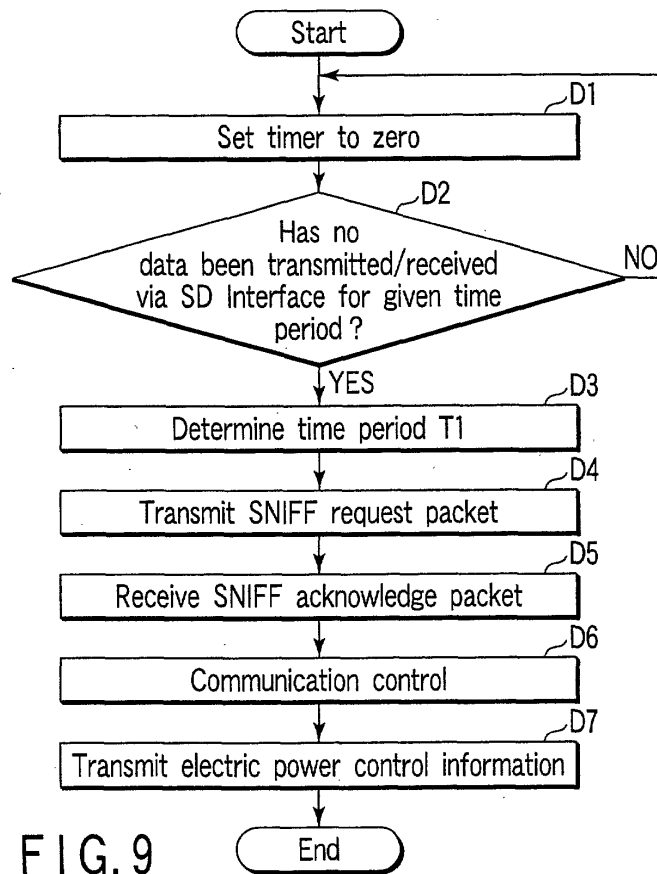 Start
D1
Set timer to zero
D2
Has no
data been transmitted/received
via SD Interface for given time
period ?
NO
YES
D3
Determine time period T1
D4
Transmit SNIFF request packet
D5
Receive SNIFF acknowledge packet
D6
Communication control
D7
Transmit electric power control information
End
FIG. 9